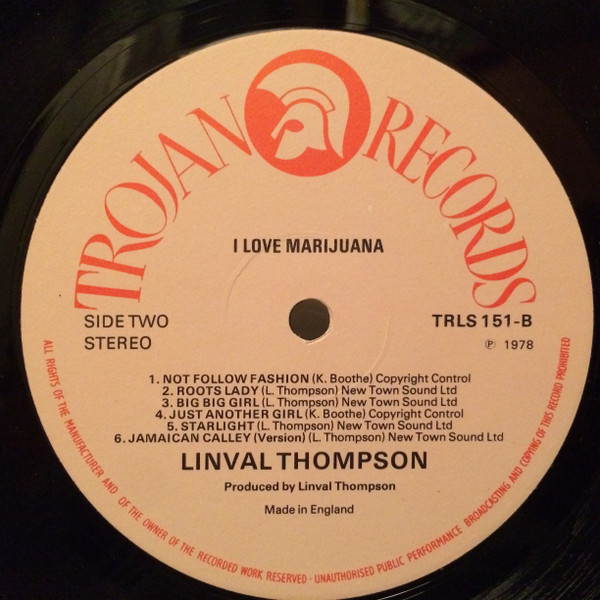 TROJAN RECORDS
I LOVE MARIJUANA
SIDE TWO
STEREO
TRLS 151-B
℗ 1978
1. NOT FOLLOW FASHION (K. Boothe) Copyright Control
2. ROOTS LADY (L. Thompson) New Town Sound Ltd
3. BIG BIG GIRL (L. Thompson) New Town Sound Ltd
4. JUST ANOTHER GIRL (K. Boothe) Copyright Control
5. STARLIGHT (L. Thompson) New Town Sound Ltd
6. JAMAICAN CALLEY (Version) (L. Thompson) New Town Sound Ltd
LINVAL THOMPSON
Produced by Linval Thompson
Made in England
ALL RIGHTS OF THE MANUFACTURER AND OF THE OWNER OF THE RECORDED WORK RESERVED · UNAUTHORISED PUBLIC PERFORMANCE BROADCASTING AND COPYING OF THIS RECORD PROHIBITED